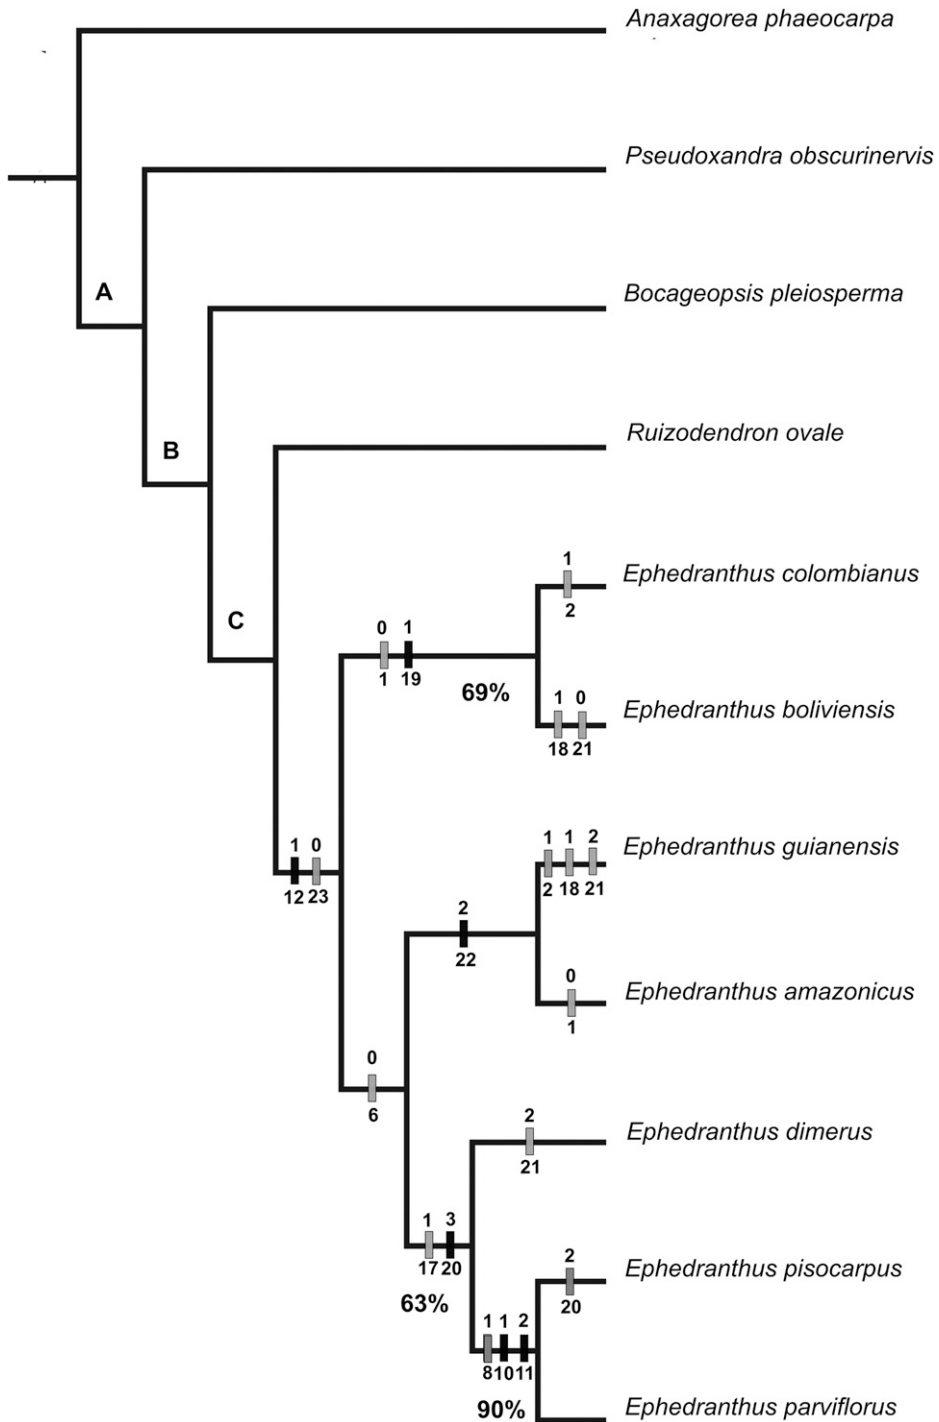 Anaxagorea phaeocarpa
Pseudoxandra obscurinervis
A
Bocageopsis pleiosperma
B
Ruizodendron ovale
C
1
Ephedranthus colombianus
2
0 1
1 19
69%
1 0
Ephedranthus boliviensis
18 21
1 1 2
Ephedranthus guianensis
2 18 21
1 0
12 23
2
22
0
Ephedranthus amazonicus
1
0
6
2
Ephedranthus dimerus
21
1 3
17 20
63%
2
Ephedranthus pisocarpus
20
1 1 2
8 10 11
90%
Ephedranthus parviflorus